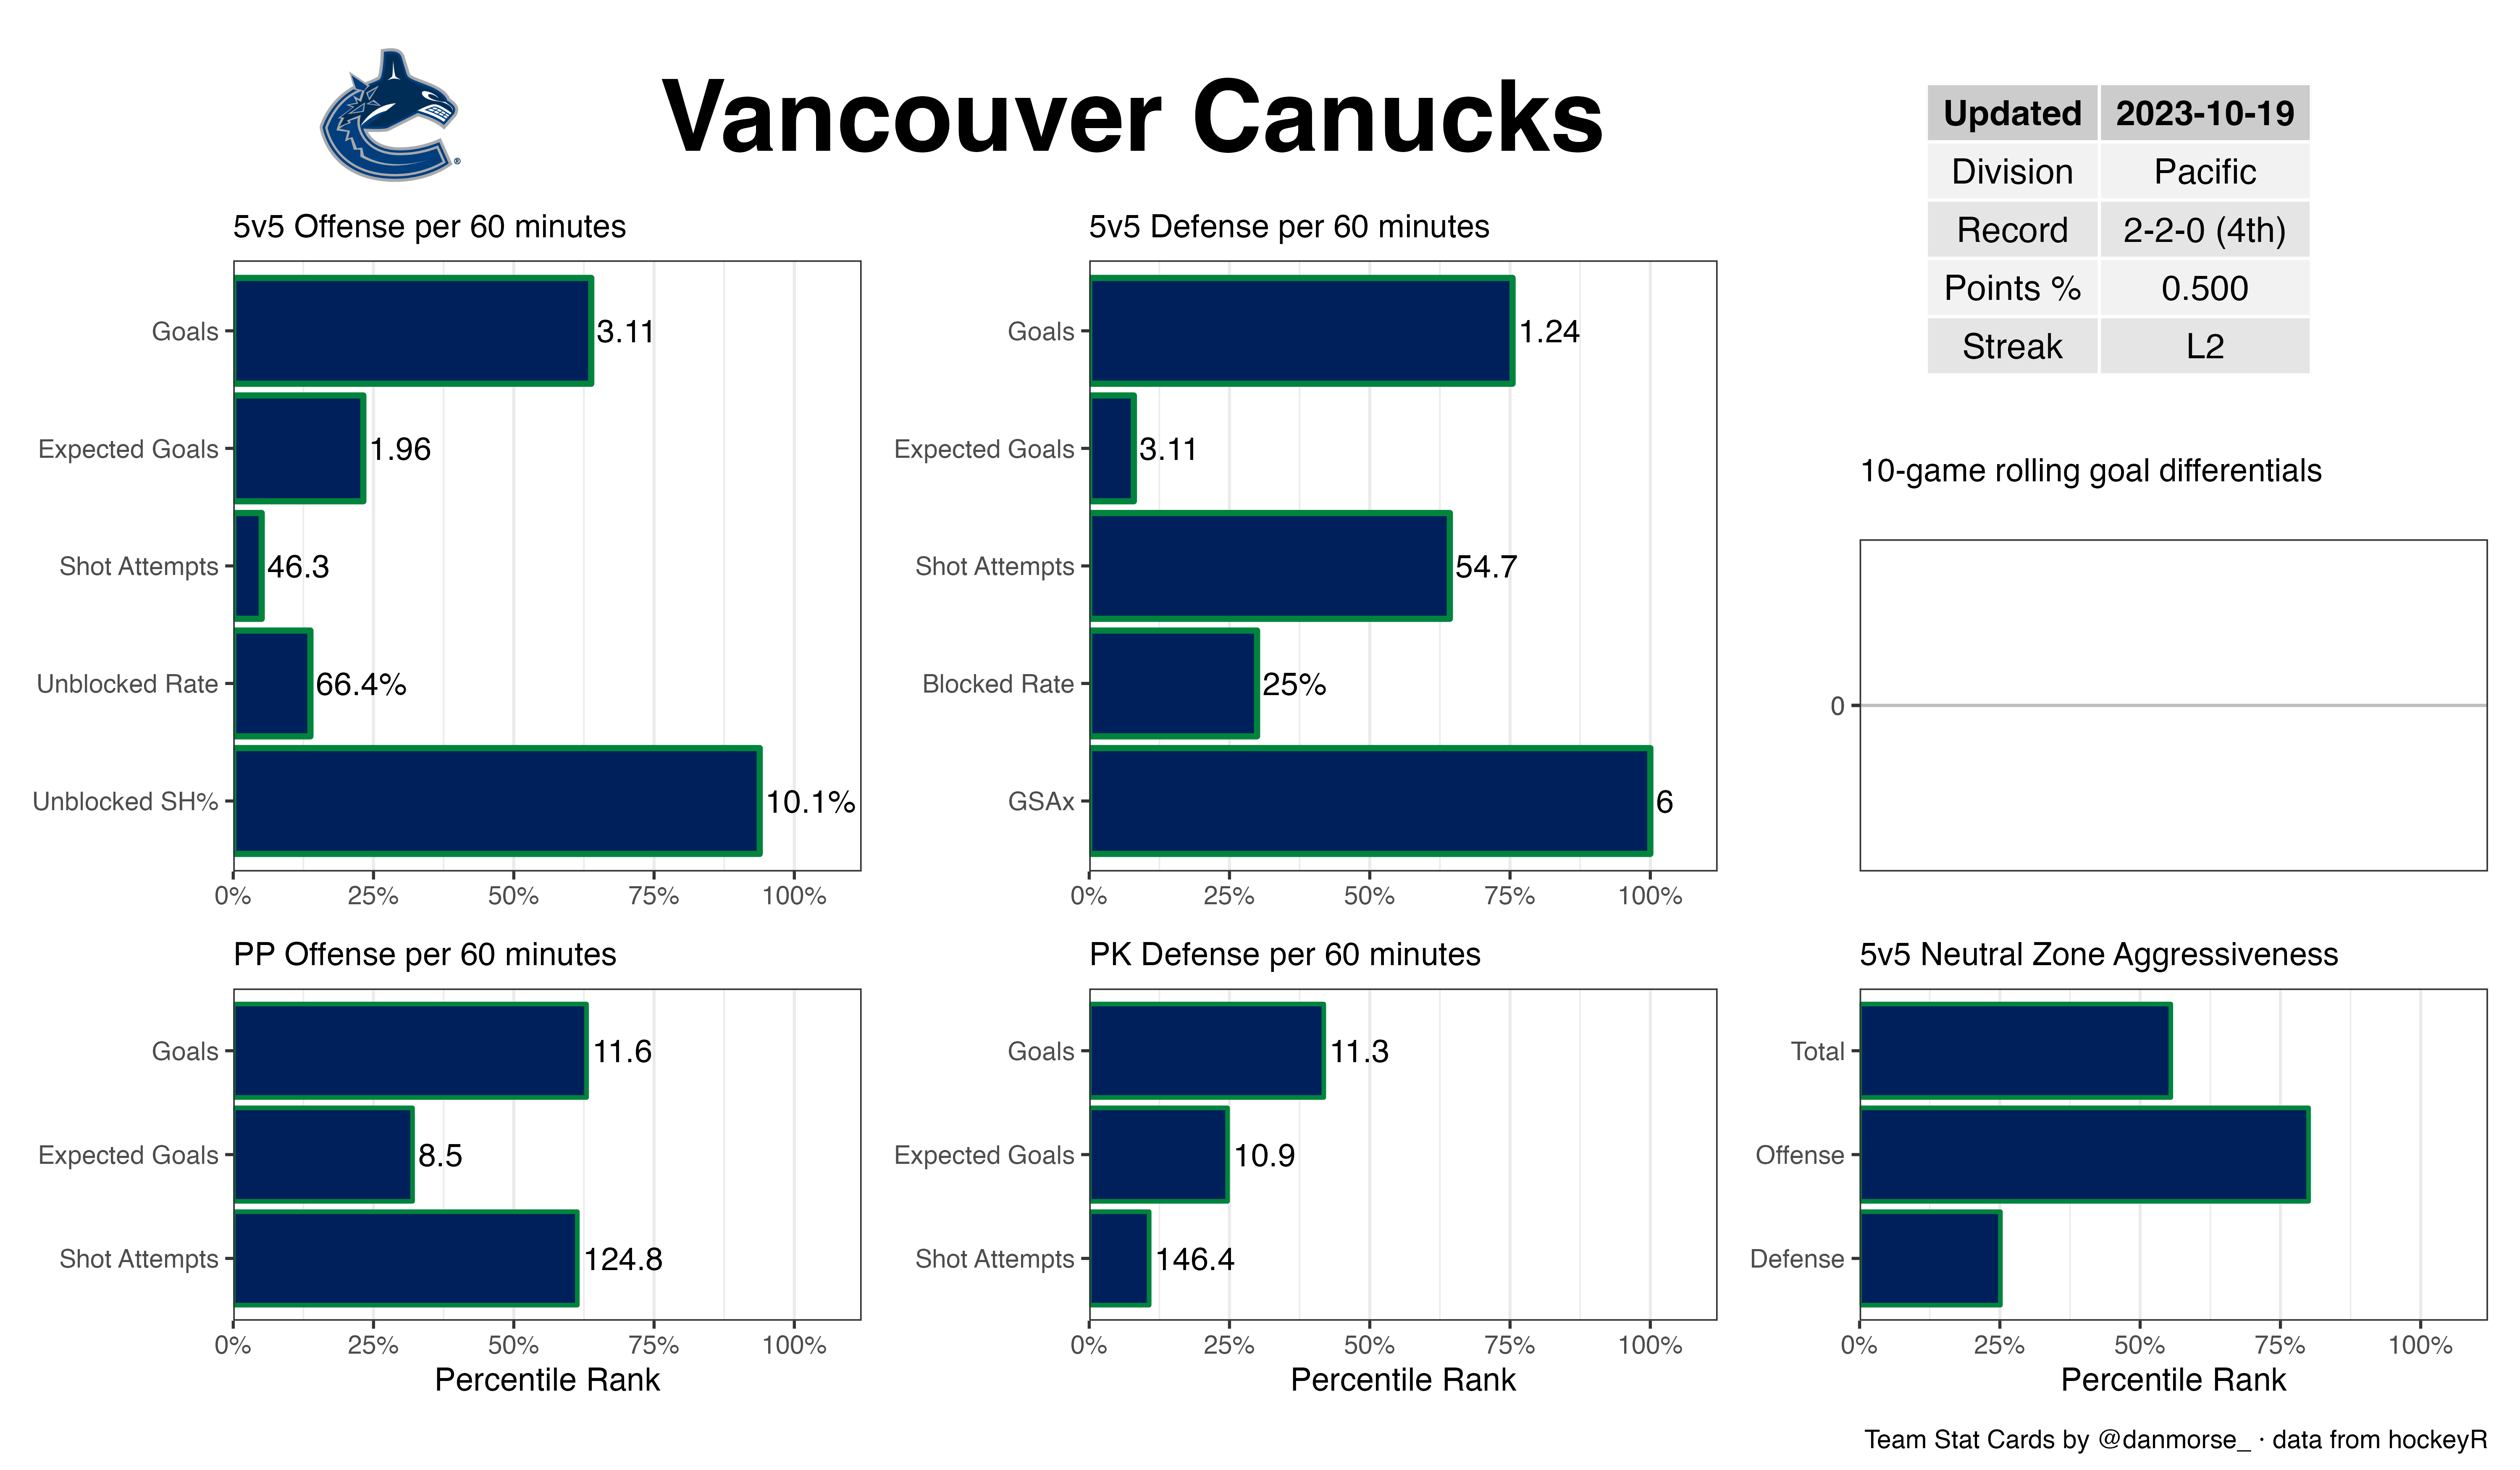 Vancouver Canucks
Updated 2023-10-19
Division Pacific
Record 2-2-0 (4th)
Points % 0.500
Streak L2
5v5 Offense per 60 minutes
Goals 3.11
Expected Goals 1.96
Shot Attempts 46.3
Unblocked Rate 66.4%
Unblocked SH% 10.1%
0% 25% 50% 75% 100%
5v5 Defense per 60 minutes
Goals 1.24
Expected Goals 3.11
Shot Attempts 54.7
Blocked Rate 25%
GSAx 6
0% 25% 50% 75% 100%
10-game rolling goal differentials
0
PP Offense per 60 minutes
Goals 11.6
Expected Goals 8.5
Shot Attempts 124.8
0% 25% 50% 75% 100%
Percentile Rank
PK Defense per 60 minutes
Goals 11.3
Expected Goals 10.9
Shot Attempts 146.4
0% 25% 50% 75% 100%
Percentile Rank
5v5 Neutral Zone Aggressiveness
Total
Offense
Defense
0% 25% 50% 75% 100%
Percentile Rank
Team Stat Cards by @danmorse_ · data from hockeyR